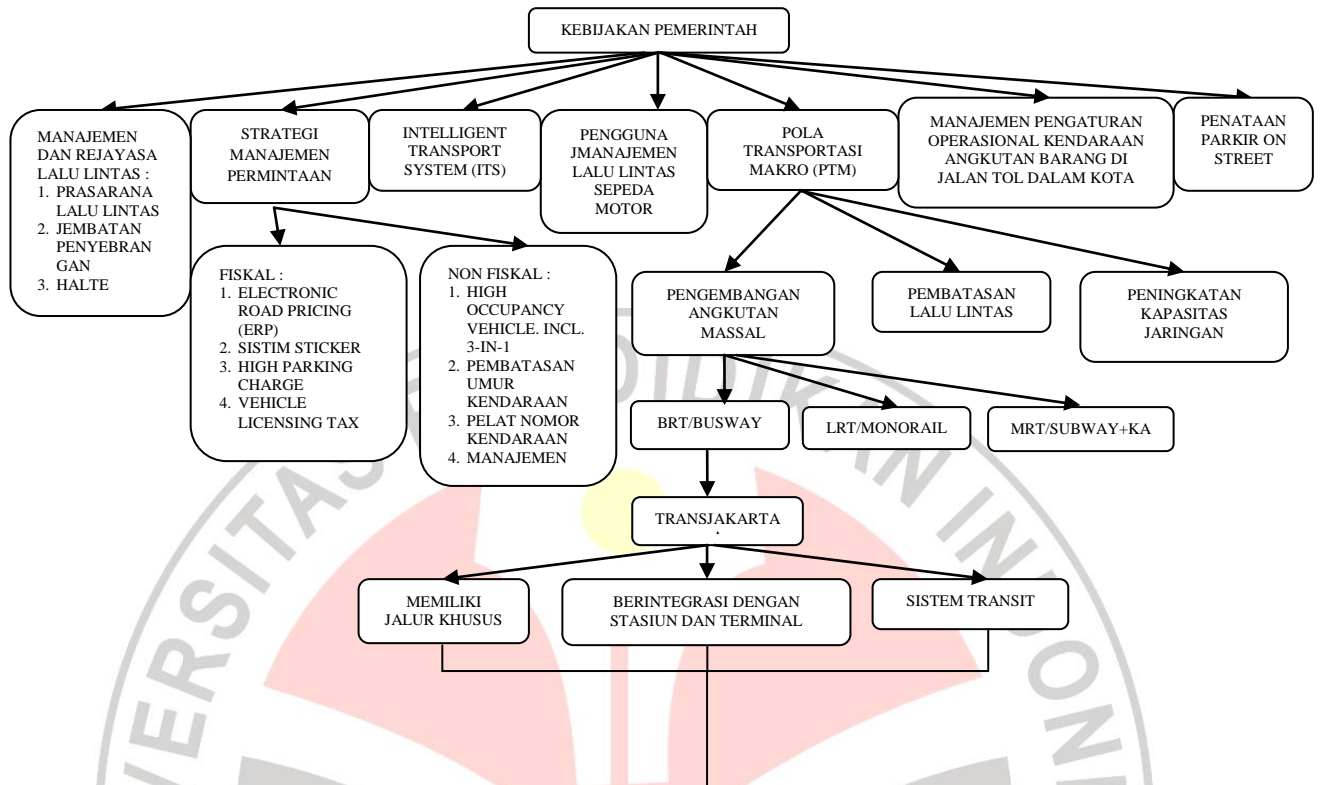 KEBIJAKAN PEMERINTAH
MANAJEMEN
DAN REJAYASA
LALU LINTAS :
1. PRASARANA
LALU LINTAS
2. JEMBATAN
PENYEBRAN
GAN
3. HALTE
STRATEGI
MANAJEMEN
PERMINTAAN
INTELLIGENT
TRANSPORT
SYSTEM (ITS)
PENGGUNA
JMANAJEMEN
LALU LINTAS
SEPEDA
MOTOR
POLA
TRANSPORTASI
MAKRO (PTM)
MANAJEMEN PENGATURAN
OPERASIONAL KENDARAAN
ANGKUTAN BARANG DI
JALAN TOL DALAM KOTA
PENATAAN
PARKIR ON
STREET
FISKAL :
1. ELECTRONIC
ROAD PRICING
(ERP)
2. SISTIM STICKER
3. HIGH PARKING
CHARGE
4. VEHICLE
LICENSING TAX
NON FISKAL :
1. HIGH
OCCUPANCY
VEHICLE. INCL.
3-IN-1
2. PEMBATASAN
UMUR
KENDARAAN
3. PELAT NOMOR
KENDARAAN
4. MANAJEMEN
PENGEMBANGAN
ANGKUTAN
MASSAL
PEMBATASAN
LALU LINTAS
PENINGKATAN
KAPASITAS
JARINGAN
BRT/BUSWAY
LRT/MONORAIL
MRT/SUBWAY+KA
TRANSJAKARTA
MEMILIKI
JALUR KHUSUS
BERINTEGRASI DENGAN
STASIUN DAN TERMINAL
SISTEM TRANSIT